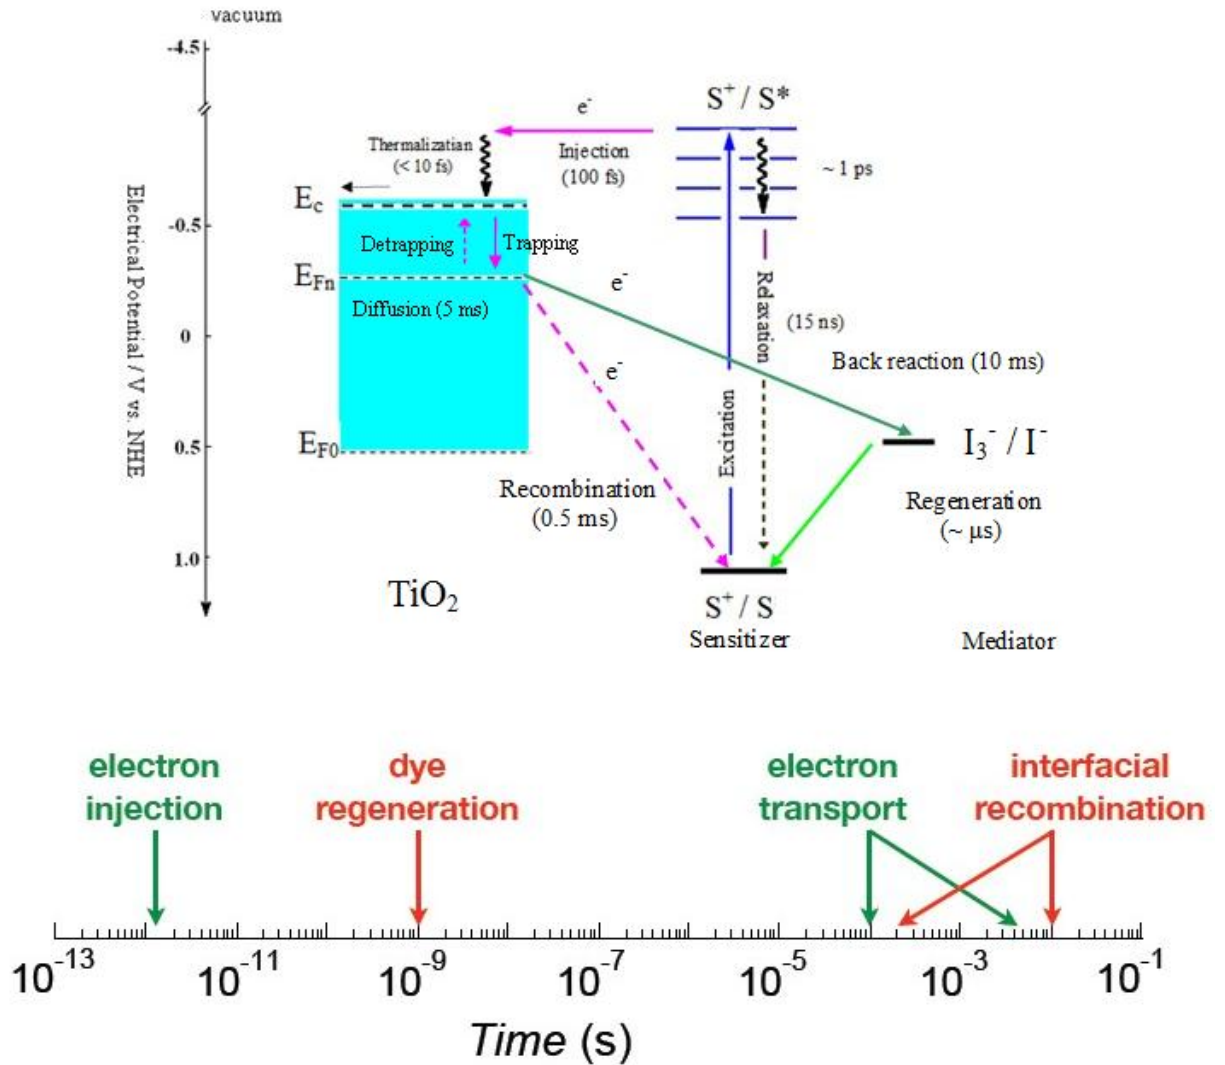 vacuum
-4.5
S⁺ / S*
e⁻
Thermalizatian
(< 10 fs)
Injection
(100 fs)
~ 1 ps
Electrical Potential / V vs. NHE
E_c
-0.5
Detrapping
Trapping
E_Fn
e⁻
Diffusion (5 ms)
Relaxation
(15 ns)
0
Back reaction (10 ms)
e⁻
Excitation
E_F0
0.5
I₃⁻ / I⁻
Recombination
(0.5 ms)
Regeneration
(~ μs)
1.0
TiO₂
S⁺ / S
Sensitizer
Mediator
electron
injection
dye
regeneration
electron
transport
interfacial
recombination
10⁻¹³
10⁻¹¹
10⁻⁹
10⁻⁷
10⁻⁵
10⁻³
10⁻¹
Time (s)